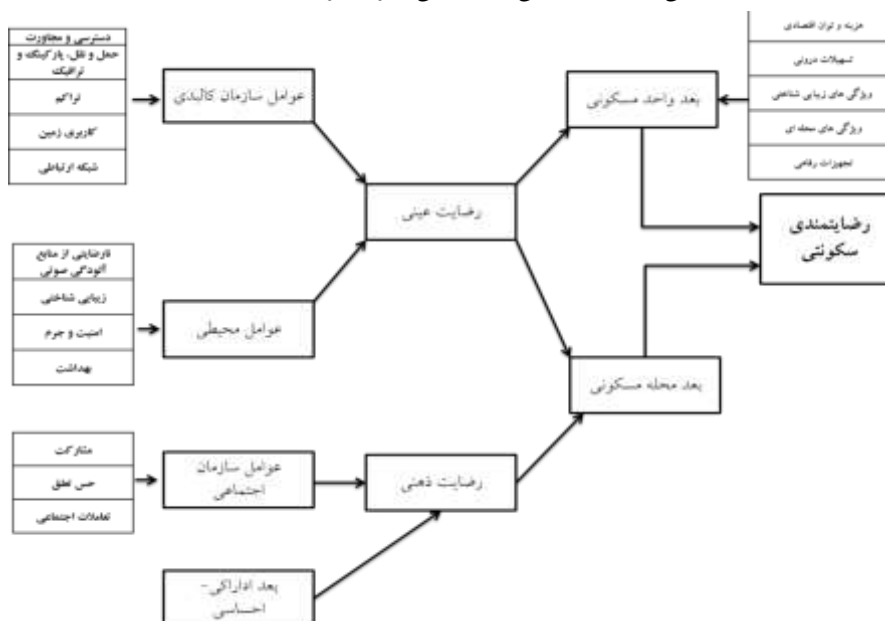 هزینه و توان اقتصادی
تسهیلات درونی
ویژگی های زیبایی شناختی
ویژگی های محله ای
تجهیزات رفاهی
بعد واحد مسکونی
رضایتمندی
سکونتی
بعد محله مسکونی
رضایت عینی
رضایت ذهنی
عوامل سازمان کالبدی
دسترسی و مجاورت
حمل و نقل، پارکینگ و
ترافیک
تراکم
کاربری زمین
شبکه ارتباطی
عوامل محیطی
نارضایتی از منابع
آلودگی صوتی
زیبایی شناختی
امنیت و جرم
بهداشت
عوامل سازمان
اجتماعی
مشارکت
حس تعلق
تعاملات اجتماعی
بعد ادراکی-
احساسی